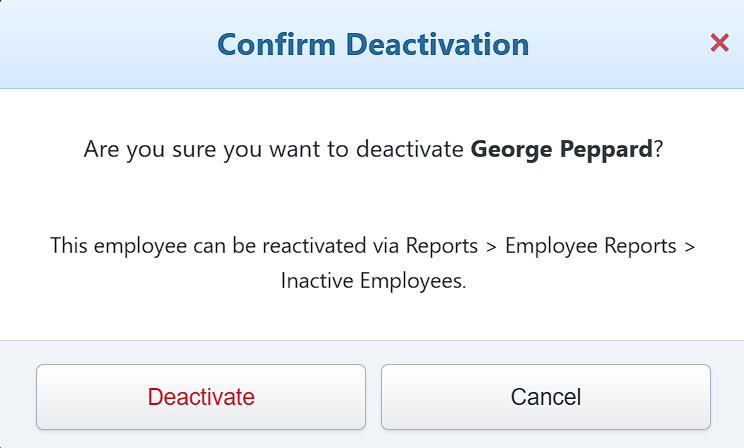 Confirm Deactivation
Are you sure you want to deactivate George Peppard?
This employee can be reactivated via Reports > Employee Reports >
Inactive Employees.
Deactivate
Cancel